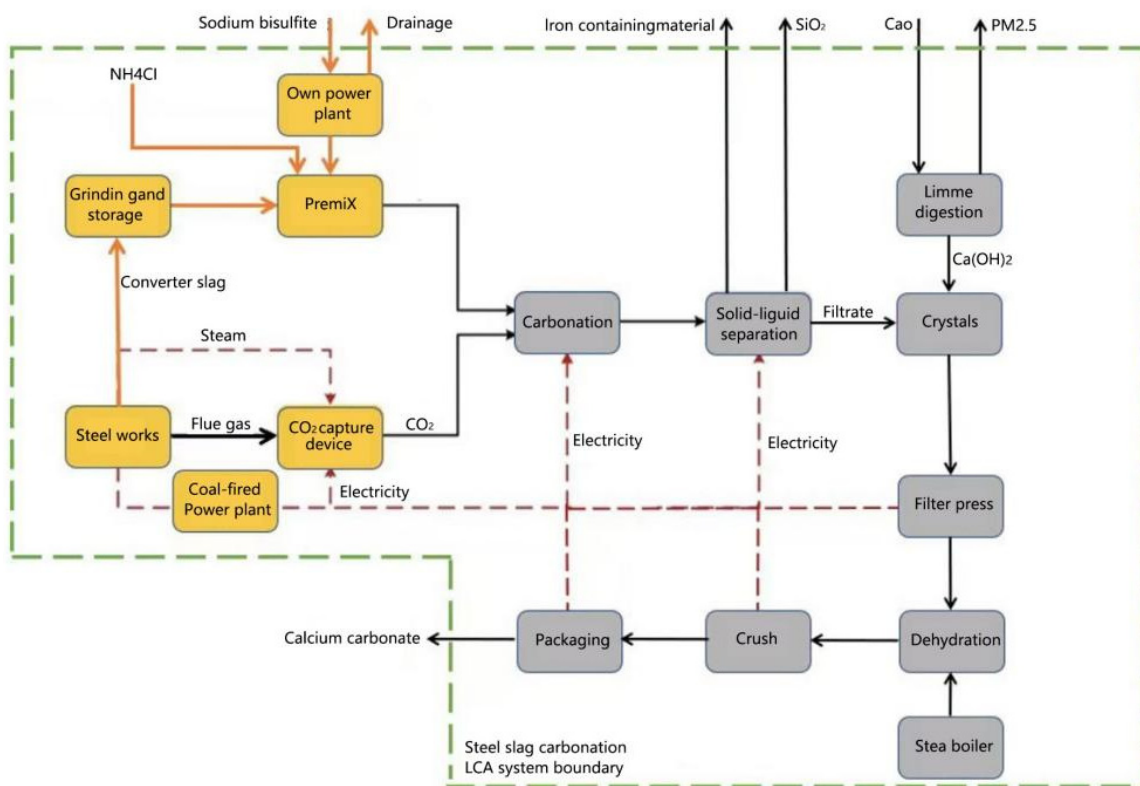 Sodium bisulfite
Drainage
Iron containingmaterial
SiO₂
Cao
PM2.5
NH4Cl
Own power
plant
Grindin gand
storage
PremiX
Limme
digestion
Ca(OH)2
Converter slag
Carbonation
Solid-liguid
separation
Filtrate
Crystals
Steam
Steel works
Flue gas
CO₂ capture
device
CO₂
Electricity
Electricity
Coal-fired
Power plant
Electricity
Filter press
Calcium carbonate
Packaging
Crush
Dehydration
Steel slag carbonation
LCA system boundary
Stea boiler